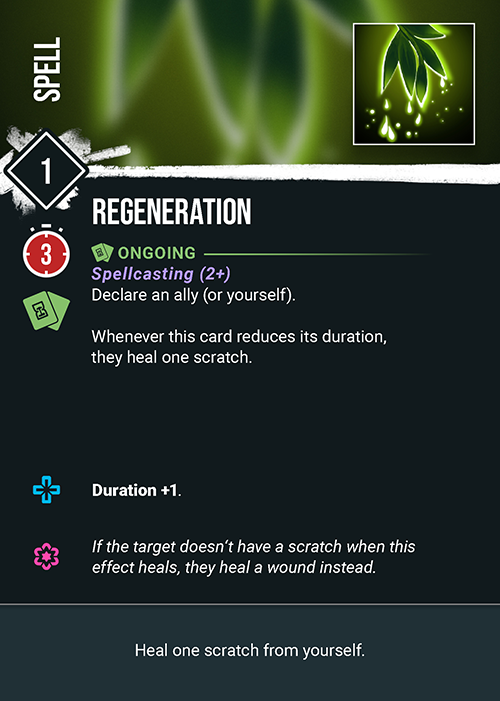 SPELL
1
REGENERATION
3
ONGOING
Spellcasting (2+)
Declare an ally (or yourself).
Whenever this card reduces its duration,
they heal one scratch.
Duration +1.
If the target doesn’t have a scratch when this
effect heals, they heal a wound instead.
Heal one scratch from yourself.